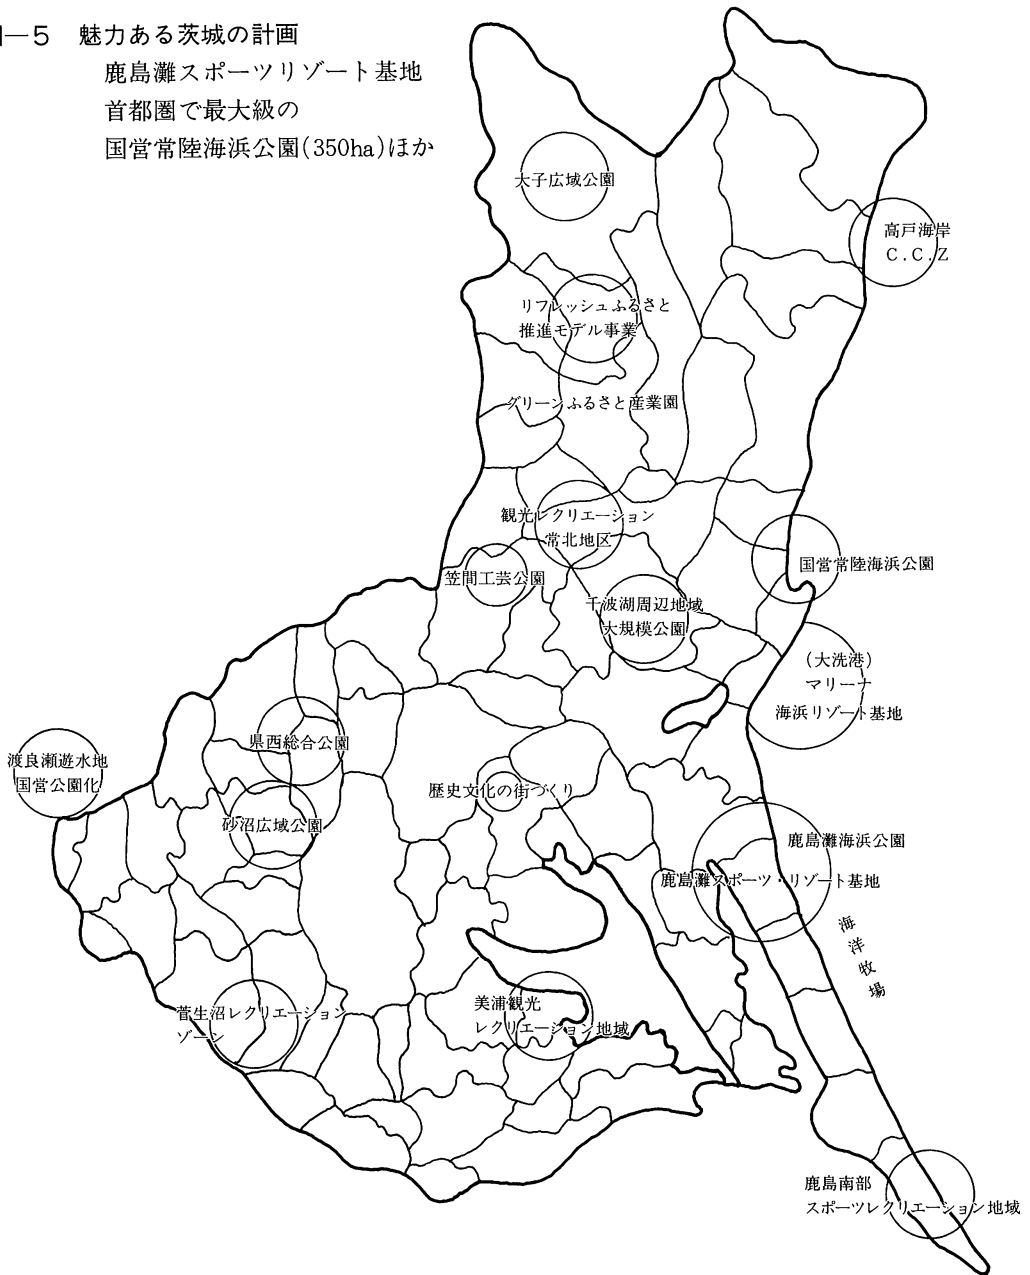 —5 魅力ある茨城の計画
鹿島灘スポーツリゾート基地
首都圏で最大級の
国営常陸海浜公園(350ha)ほか
大子広域公園
高戸海岸
C.C.Z
リフレッシュふるさと
推進モデル事業
グリーンふるさと産業園
観光レクリエーション
常北地区
国営常陸海浜公園
笠間工芸公園
千波湖周辺地域
大規模公園
(大洗港)
マリーナ
海浜リゾート基地
県西総合公園
渡良瀬遊水地
国営公園化
歴史文化の街づくり
砂沼広域公園
鹿島灘海浜公園
鹿島灘スポーツ・リゾート基地
海洋牧場
美浦観光
レクリエーション地域
菅生沼レクリエーション
ゾーン
鹿島南部
スポーツレクリエーション地域